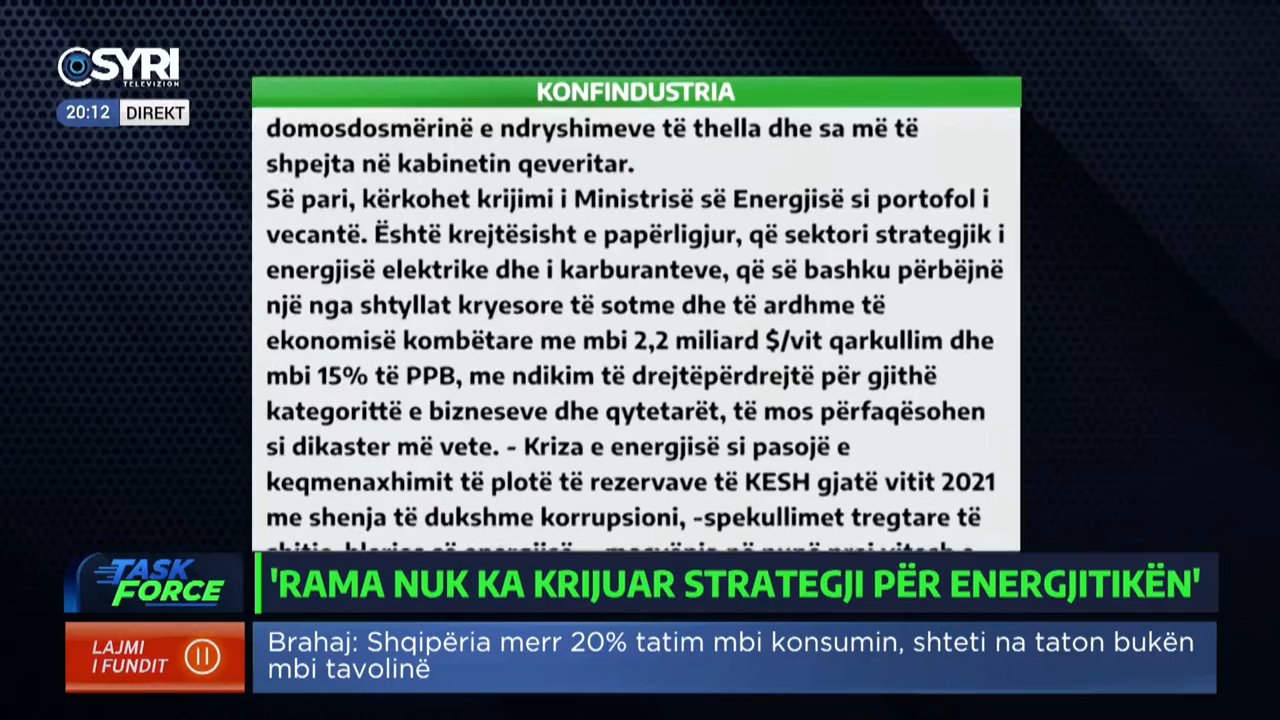 SYRI
TELEVIZION
20:12 DIREKT
KONFINDUSTRIA
domosdosmërinë e ndryshimeve të thella dhe sa më të
shpejta në kabinetin qeveritar.
Së pari, kërkohet krijimi i Ministrisë së Energjisë si portofol i
vecantë. Është krejtësisht e papërligjur, që sektori strategjik i
energjisë elektrike dhe i karburanteve, që së bashku përbëjnë
një nga shtyllat kryesore të sotme dhe të ardhme të
ekonomisë kombëtare me mbi 2,2 miliard $/vit qarkullim dhe
mbi 15% të PPB, me ndikim të drejtëpërdrejtë për gjithë
kategorittë e bizneseve dhe qytetarët, të mos përfaqësohen
si dikaster më vete. - Kriza e energjisë si pasojë e
keqmenaxhimit të plotë të rezervave të KESH gjatë vitit 2021
me shenja të dukshme korrupsioni, -spekullimet tregtare të
TASK
FORCE
'RAMA NUK KA KRIJUAR STRATEGJI PËR ENERGJITIKËN'
LAJMI
I FUNDIT
Brahaj: Shqipëria merr 20% tatim mbi konsumin, shteti na taton bukën
mbi tavolinë